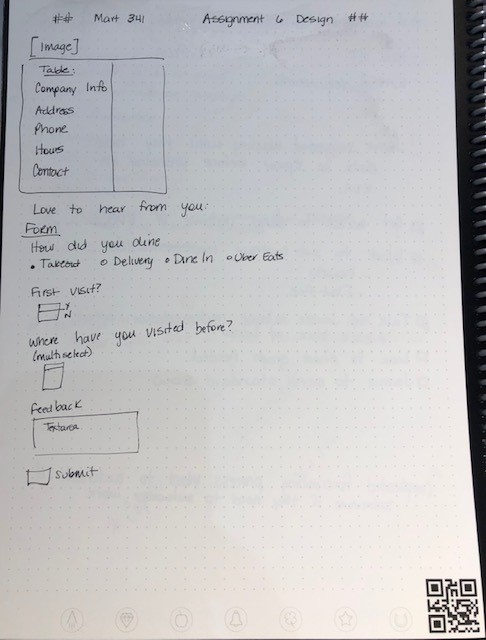 ## Mart 341 Assignment 6 Design ##
[Image]
Table:
Company Info
Address
Phone
Hours
Contact
Love to hear from you:
Form
How did you dine
• Takeout o Delivery o Dine In o Uber Eats
First visit?
Y
N
Where have you visited before?
(multiselect)
Feedback
Textarea
Submit